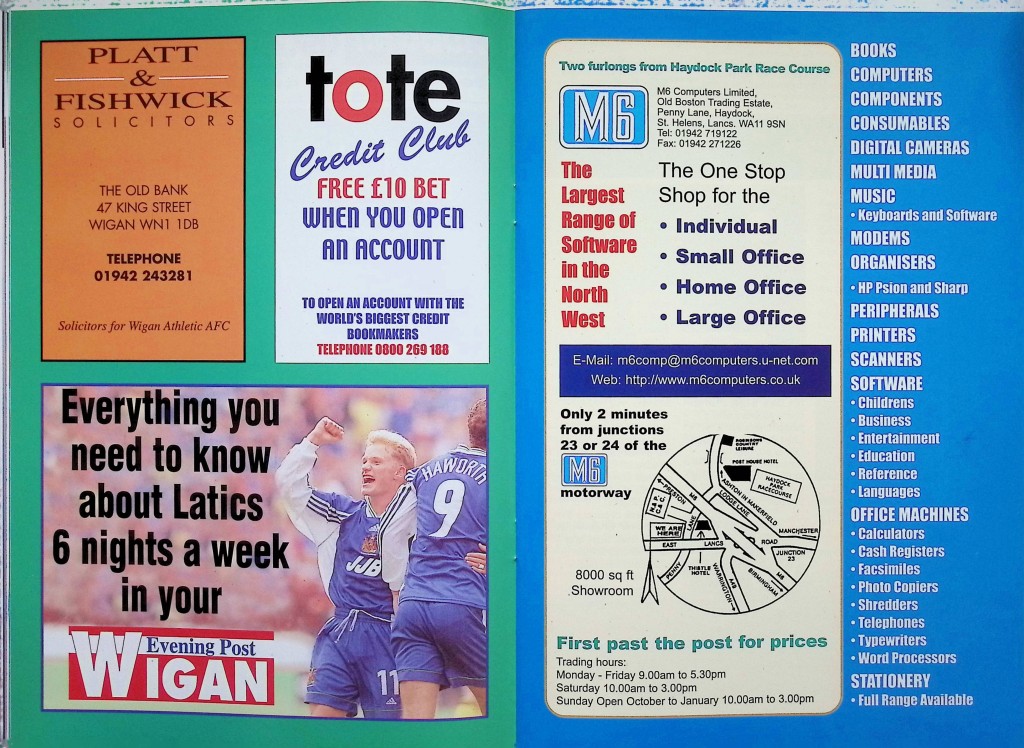 PLATT
&
FISHWICK
SOLICITORS
THE OLD BANK
47 KING STREET
WIGAN WN1 1DB
TELEPHONE
01942 243281
Solicitors for Wigan Athletic AFC
tote
Credit Club
FREE £10 BET
WHEN YOU OPEN
AN ACCOUNT
TO OPEN AN ACCOUNT WITH THE
WORLD'S BIGGEST CREDIT
BOOKMAKERS
TELEPHONE 0800 269 188
Everything you
need to know
about Latics
6 nights a week
in your
Evening Post
WIGAN
HAWORTH
9
JJB
11
Two furlongs from Haydock Park Race Course
M6
M6 Computers Limited,
Old Boston Trading Estate,
Penny Lane, Haydock,
St. Helens, Lancs. WA11 9SN
Tel: 01942 719122
Fax: 01942 271226
The
Largest
Range of
Software
in the
North
West
The One Stop
Shop for the
• Individual
• Small Office
• Home Office
• Large Office
E-Mail: m6comp@m6computers.u-net.com
Web: http://www.m6computers.co.uk
Only 2 minutes
from junctions
23 or 24 of the
M6
motorway
ROBINSONS
COUNTRY
LEISURE
POST HOUSE HOTEL
HAYDOCK
PARK
RACECOURSE
ASHTON IN MAKERFIELD
LODGE LANE
PRESTON
M6
LANE
WE ARE
HERE
MANCHESTER
EAST
LANCS
ROAD
JUNCTION
23
PENNY
THISTLE
HOTEL
WARRINGTON
A49
BIRMINGHAM
M6
8000 sq ft
Showroom
First past the post for prices
Trading hours:
Monday - Friday 9.00am to 5.30pm
Saturday 10.00am to 3.00pm
Sunday Open October to January 10.00am to 3.00pm
BOOKS
COMPUTERS
COMPONENTS
CONSUMABLES
DIGITAL CAMERAS
MULTI MEDIA
MUSIC
• Keyboards and Software
MODEMS
ORGANISERS
• HP Psion and Sharp
PERIPHERALS
PRINTERS
SCANNERS
SOFTWARE
• Childrens
• Business
• Entertainment
• Education
• Reference
• Languages
OFFICE MACHINES
• Calculators
• Cash Registers
• Facsimiles
• Photo Copiers
• Shredders
• Telephones
• Typewriters
• Word Processors
STATIONERY
• Full Range Available